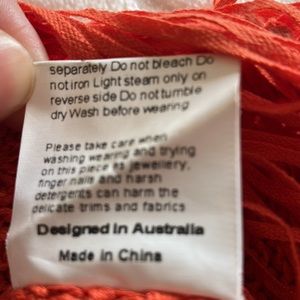 separately Do not bleach Do
not iron Light steam only on
reverse side Do not tumble
dry Wash before wearing
Please take care when
washing wearing and trying
on this piece as jewellery,
finger nails and harsh
detergents can harm the
delicate trims and fabrics
Designed in Australia
Made in China